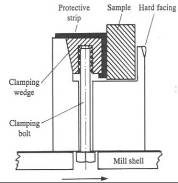 Protective
strip
Sample
Hard facing
Clamping
wedge
Clamping
bolt
Mill shell